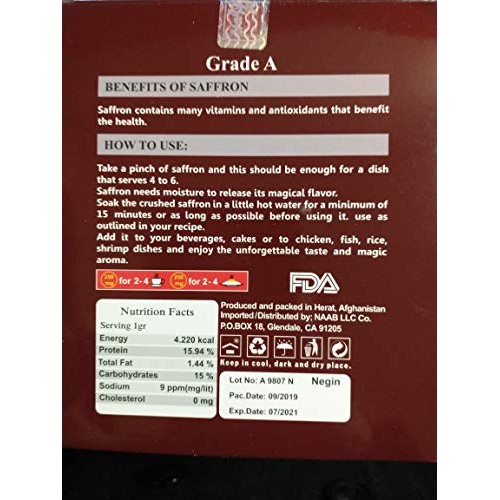 Grade A
BENEFITS OF SAFFRON
Saffron contains many vitamins and antioxidants that benefit
the health.
HOW TO USE:
Take a pinch of saffron and this should be enough for a dish
that serves 4 to 6.
Saffron needs moisture to release its magical flavor.
Soak the crushed saffron in a little hot water for a minimum of
15 minutes or as long as possible before using it. use as
outlined in your recipe.
Add it to your beverages, cakes or to chicken, fish, rice,
shrimp dishes and enjoy the unforgettable taste and magic
aroma.
250 mg for 2-4 250 mg for 2-4
FDA
Nutrition Facts
Serving 1gr
Energy 4.220 kcal
Protein 15.94 %
Total Fat 1.44 %
Carbohydrates 15 %
Sodium 9 ppm(mg/lit)
Cholesterol 0 mg
Produced and packed in Herat, Afghanistan
Imported/Distributed by; NAAB LLC Co.
P.O.BOX 18, Glendale, CA 91205
Keep in cool, dark and dry place.
Lot No: A 9807 N Negin
Pac.Date: 09/2019
Exp.Date: 07/2021